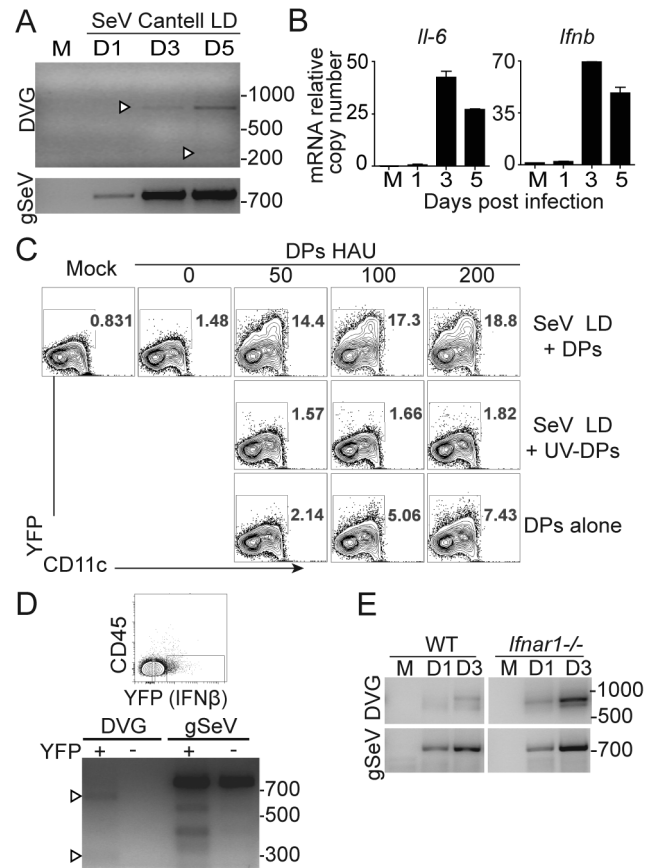 A
SeV Cantell LD
M D1 D3 D5
DVG
-1000
-500
-200
gSeV
-700
B
Il-6
Ifnb
mRNA relative
copy number
50
25
0
70
35
0
M 1 3 5
M 1 3 5
Days post infection
C
DPs HAU
Mock 0 50 100 200
0.831 1.48 14.4 17.3 18.8
SeV LD
+ DPs
1.57 1.66 1.82
SeV LD
+ UV-DPs
2.14 5.06 7.43
DPs alone
YFP
CD11c
D
CD45
YFP (IFNβ)
DVG gSeV
YFP + - + -
-700
-500
-300
E
WT Ifnar1-/-
M D1 D3 M D1 D3
DVG
-1000
-500
gSeV
-700